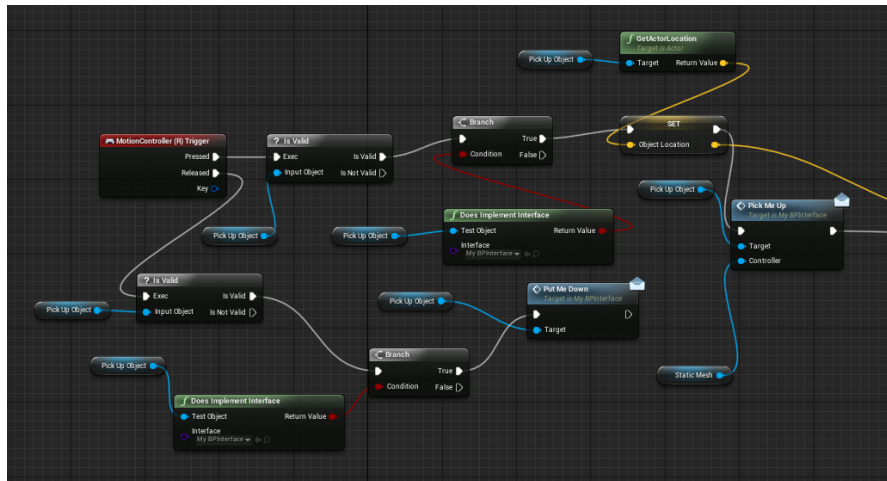 GetActorLocation
Target is Actor
Target
Return Value
Pick Up Object
MotionController (R) Trigger
Pressed
Released
Key
? Is Valid
Exec
Is Valid
Input Object
Is Not Valid
Branch
True
Condition
False
SET
Object Location
Pick Up Object
Pick Me Up
Target is My BPInterface
Target
Controller
Pick Up Object
Pick Up Object
Does Implement Interface
Test Object
Return Value
Interface
My BPInterface
? Is Valid
Exec
Is Valid
Input Object
Is Not Valid
Pick Up Object
Pick Up Object
Put Me Down
Target is My BPInterface
Target
Branch
True
Condition
False
Pick Up Object
Static Mesh
Does Implement Interface
Test Object
Return Value
Interface
My BPInterface